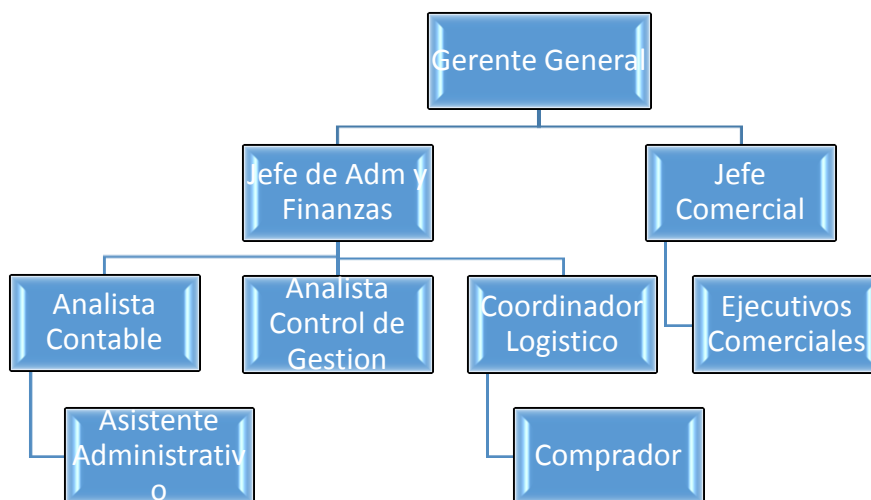 Gerente General
Jefe de Adm y
Finanzas
Jefe
Comercial
Analista
Contable
Analista
Control de
Gestion
Coordinador
Logistico
Ejecutivos
Comerciales
Asistente
Administrativ
o
Comprador